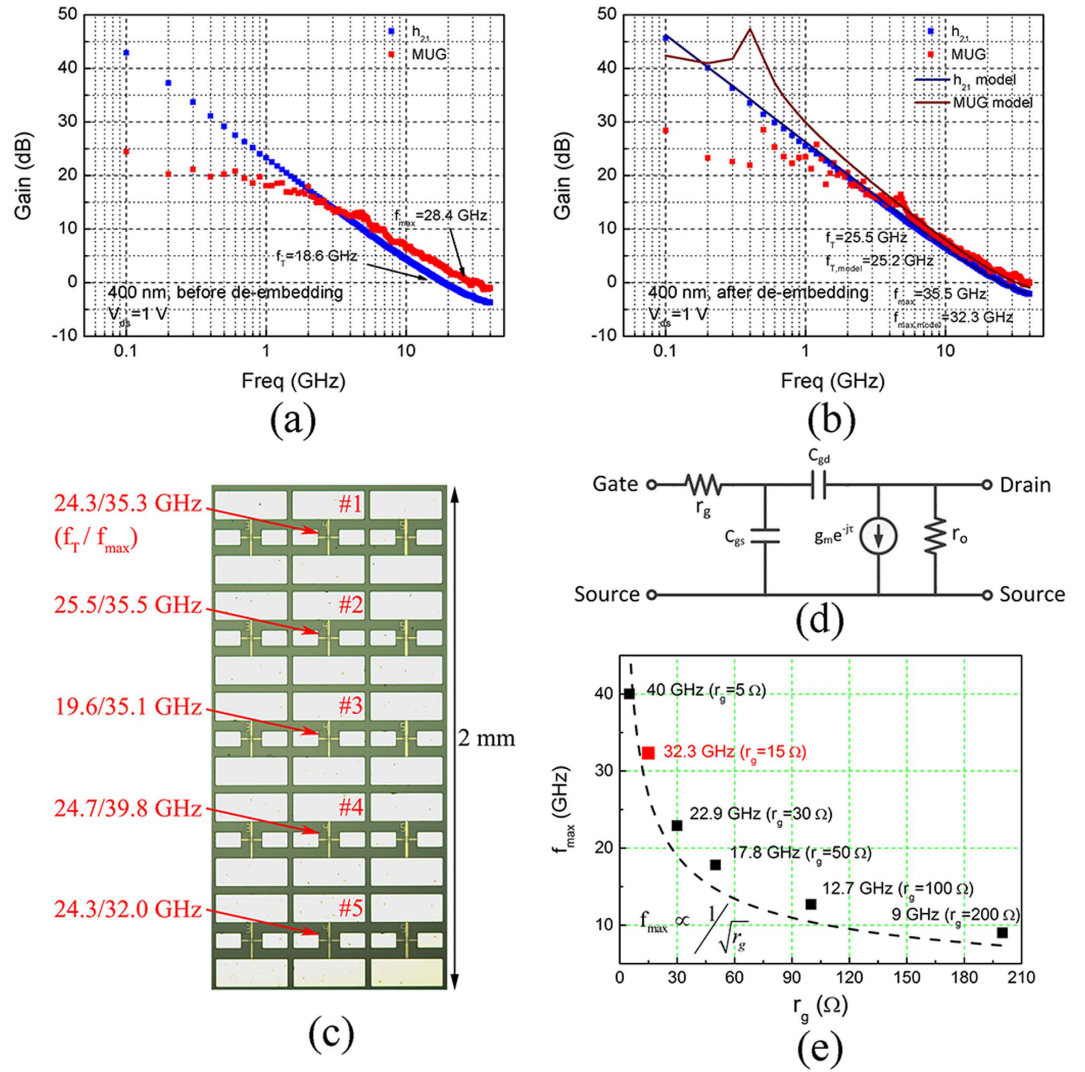 (a)
50
40
30
20
10
0
-10
Gain (dB)
h21
MUG
fmax=28.4 GHz
fT=18.6 GHz
400 nm, before de-embedding
Vds=1 V
0.1 1 10
Freq (GHz)
(a)
50
40
30
20
10
0
-10
Gain (dB)
h21
MUG
h21 model
MUG model
fT=25.5 GHz
fT,model=25.2 GHz
400 nm, after de-embedding
fmax=35.5 GHz
Vds=1 V
fmax,model=32.3 GHz
0.1 1 10
Freq (GHz)
(b)
24.3/35.3 GHz
(fT / fmax)
#1
25.5/35.5 GHz
#2
19.6/35.1 GHz
#3
24.7/39.8 GHz
#4
24.3/32.0 GHz
#5
2 mm
(c)
Gate
rg
Cgd
Drain
Cgs
gme-jτ
ro
Source
Source
(d)
40
30
20
10
fmax (GHz)
40 GHz (rg=5 Ω)
32.3 GHz (rg=15 Ω)
22.9 GHz (rg=30 Ω)
17.8 GHz (rg=50 Ω)
12.7 GHz (rg=100 Ω)
9 GHz (rg=200 Ω)
fmax ∝ 1/√rg
0 30 60 90 120 150 180 210
rg (Ω)
(e)